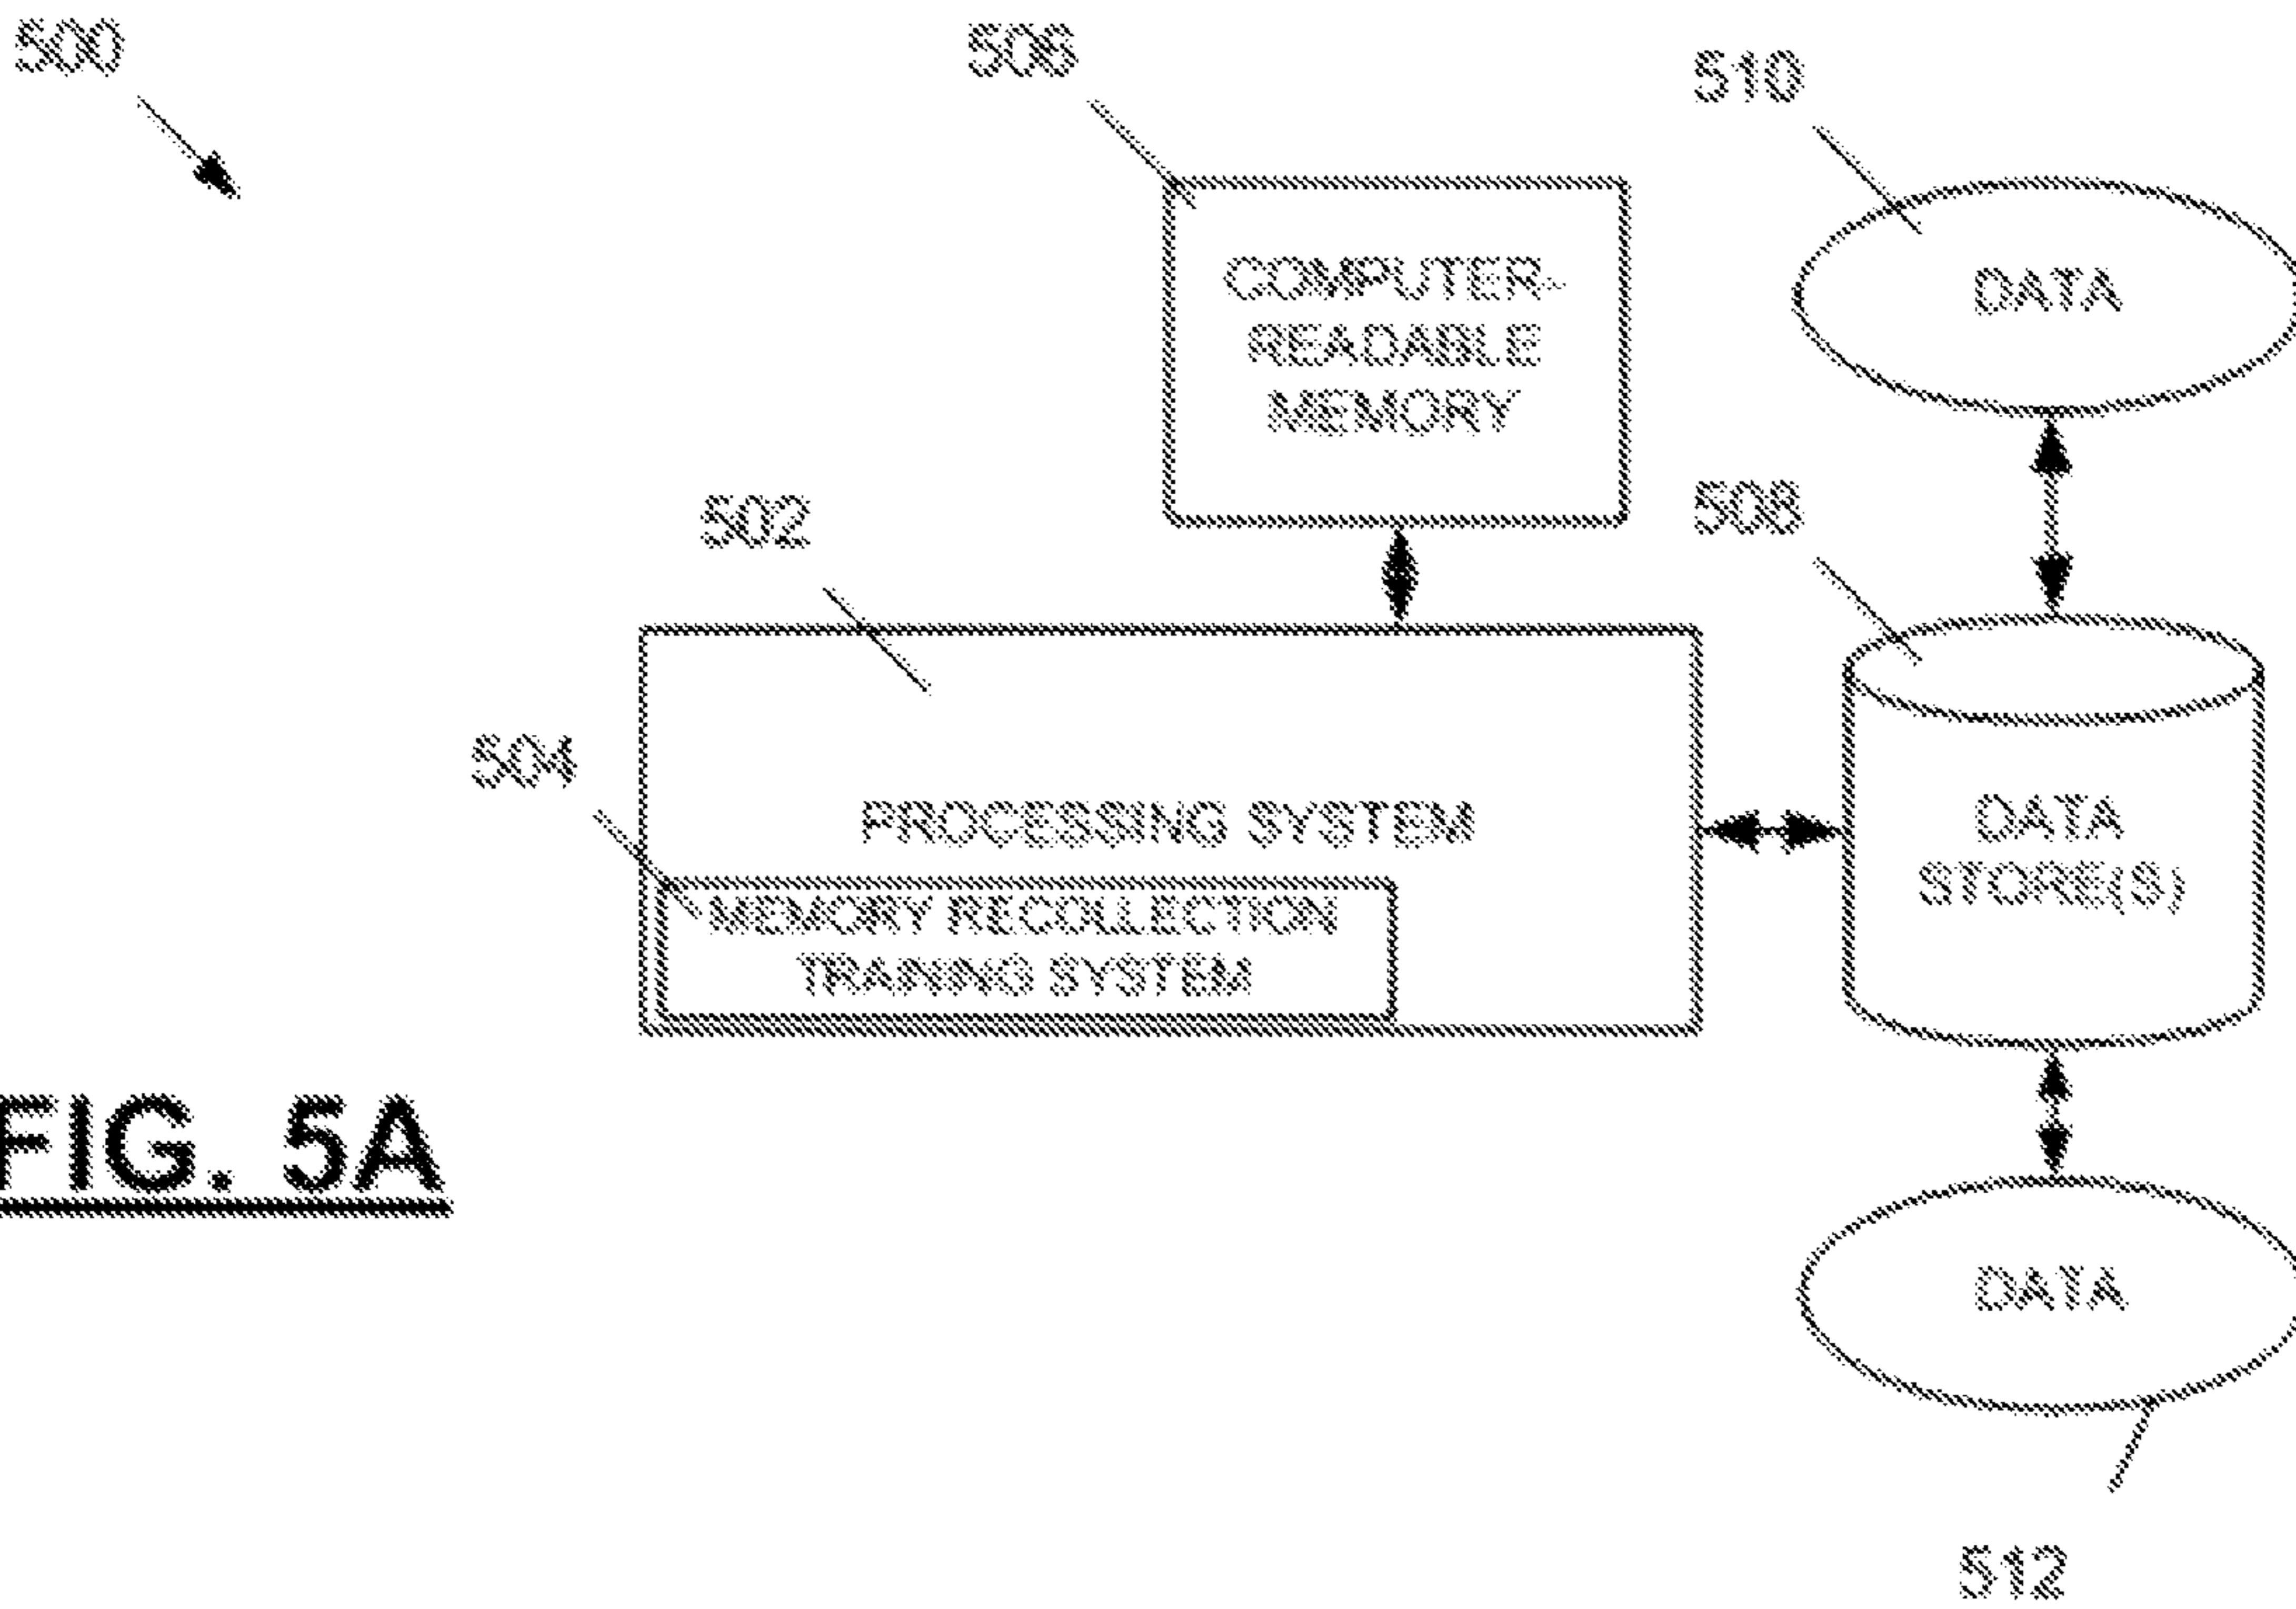 500
506
510
COMPUTER-
READABLE
MEMORY
DATA
502
508
504
PROCESSING SYSTEM
DATA
STORE(S)
MEMORY RECOLLECTION
TRAINING SYSTEM
FIG. 5A
DATA
512